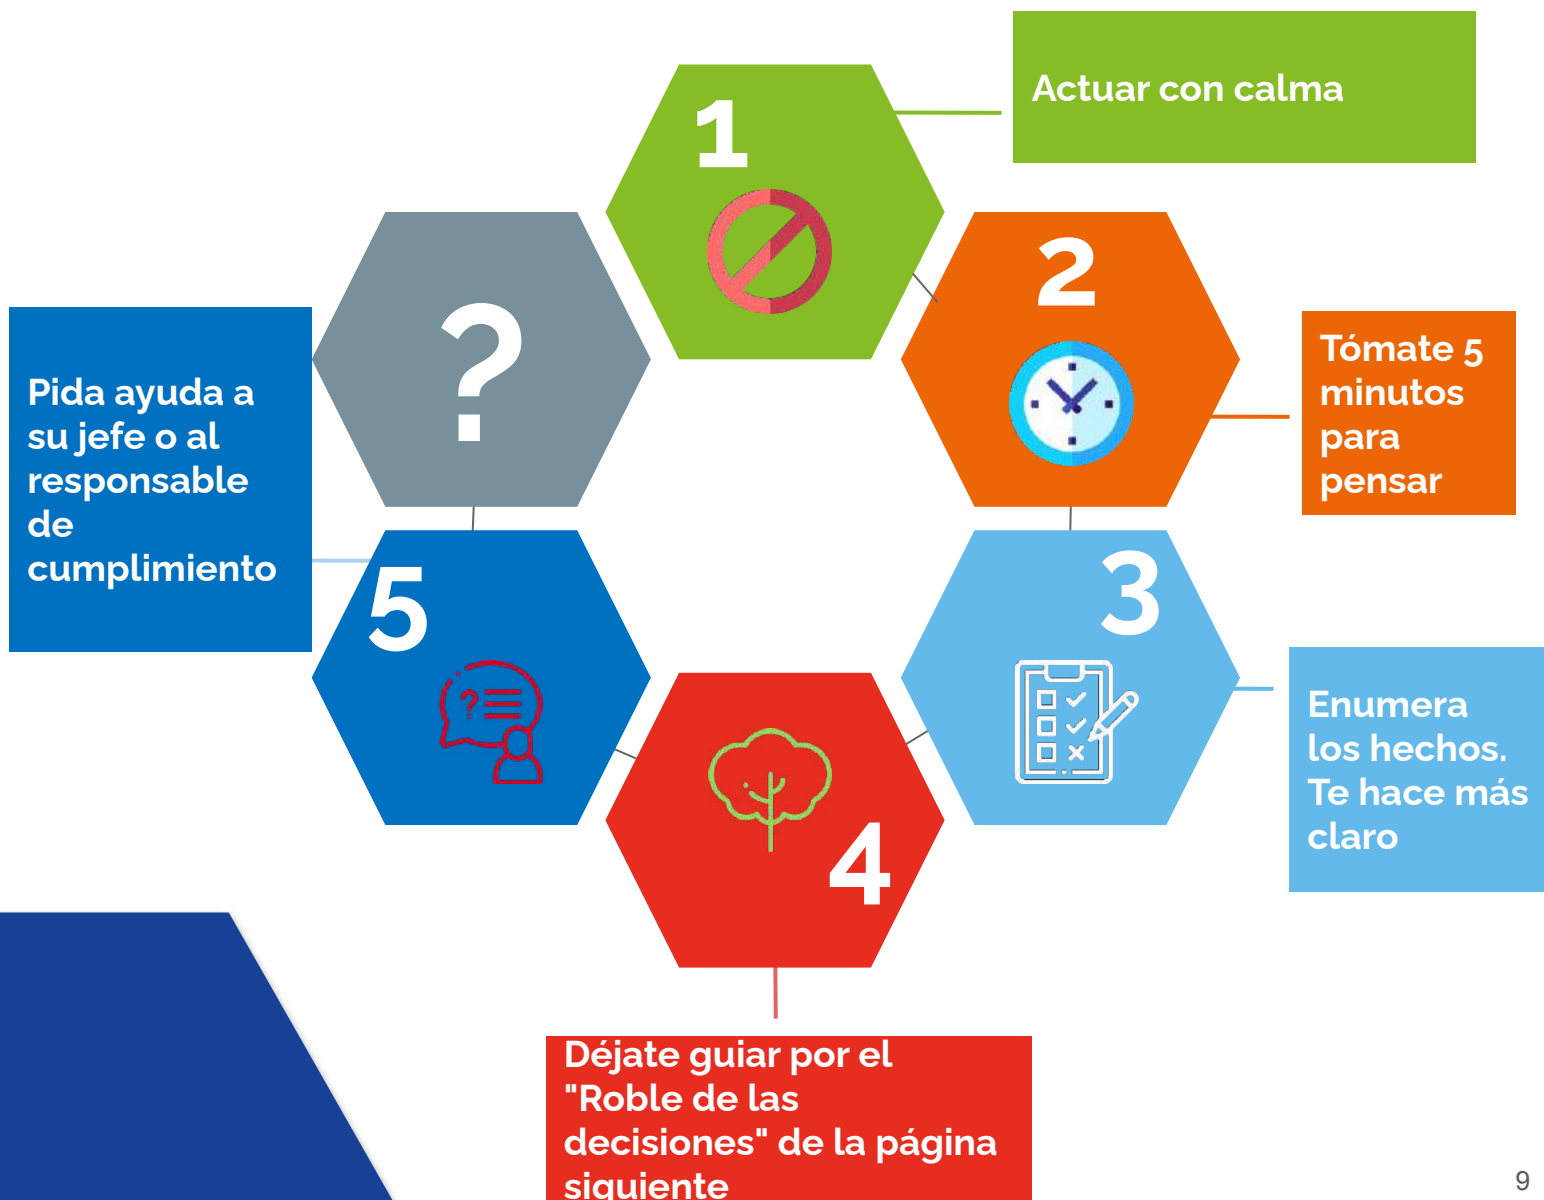 1
Actuar con calma
2
Tómate 5
minutos
para
pensar
3
Enumera
los hechos.
Te hace más
claro
4
Déjate guiar por el
"Roble de las
decisiones" de la página
siguiente
5
Pida ayuda a
su jefe o al
responsable
de
cumplimiento
?
?
9